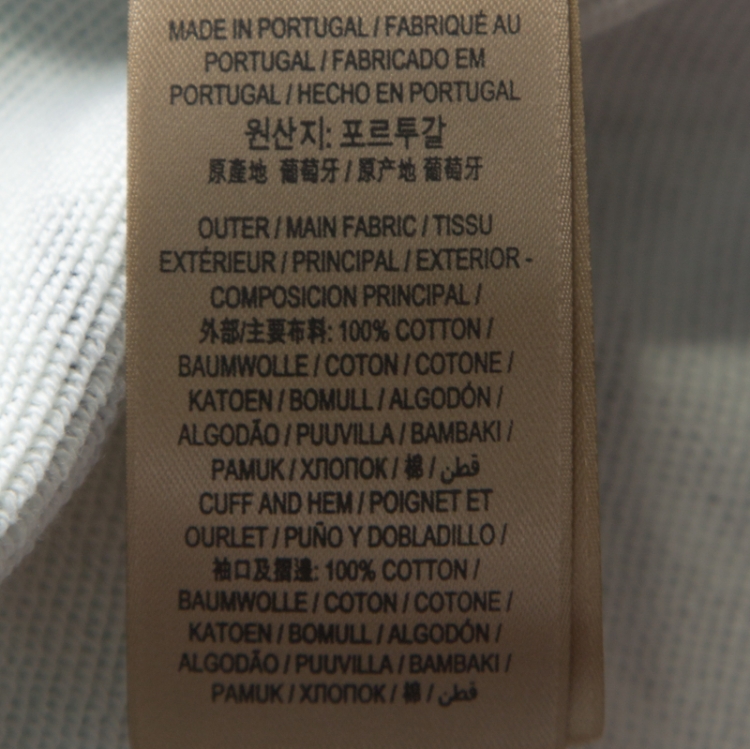 MADE IN PORTUGAL / FABRIQUÉ AU
PORTUGAL / FABRICADO EM
PORTUGAL / HECHO EN PORTUGAL
원산지: 포르투갈
原產地 葡萄牙 / 原产地 葡萄牙
OUTER / MAIN FABRIC / TISSU
EXTÉRIEUR / PRINCIPAL / EXTERIOR -
COMPOSICION PRINCIPAL /
外部/主要布料: 100% COTTON /
BAUMWOLLE / COTON / COTONE /
KATOEN / BOMULL / ALGODÓN /
ALGODÃO / PUUVILLA / BAMBAKI /
PAMUK / ХЛОПОК / 棉 / قطن
CUFF AND HEM / POIGNET ET
OURLET / PUÑO Y DOBLADILLO /
袖口及摺邊: 100% COTTON /
BAUMWOLLE / COTON / COTONE /
KATOEN / BOMULL / ALGODÓN /
ALGODÃO / PUUVILLA / BAMBAKI /
PAMUK / ХЛОПОК / 棉 / قطن